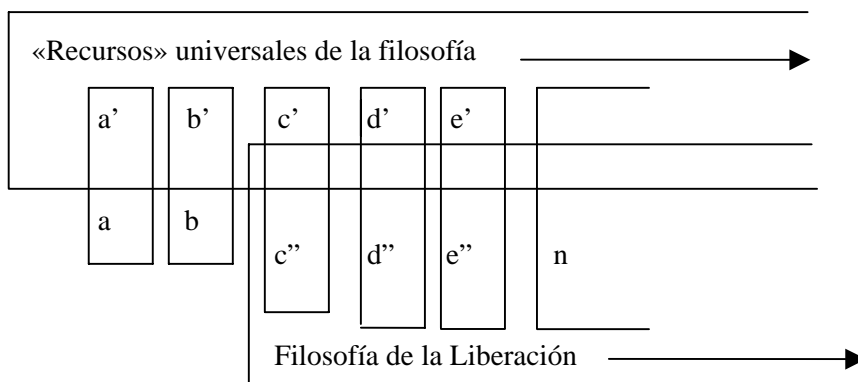 «Recursos» universales de la filosofía
a’ b’ c’ d’ e’
a b
c” d” e” n
Filosofía de la Liberación